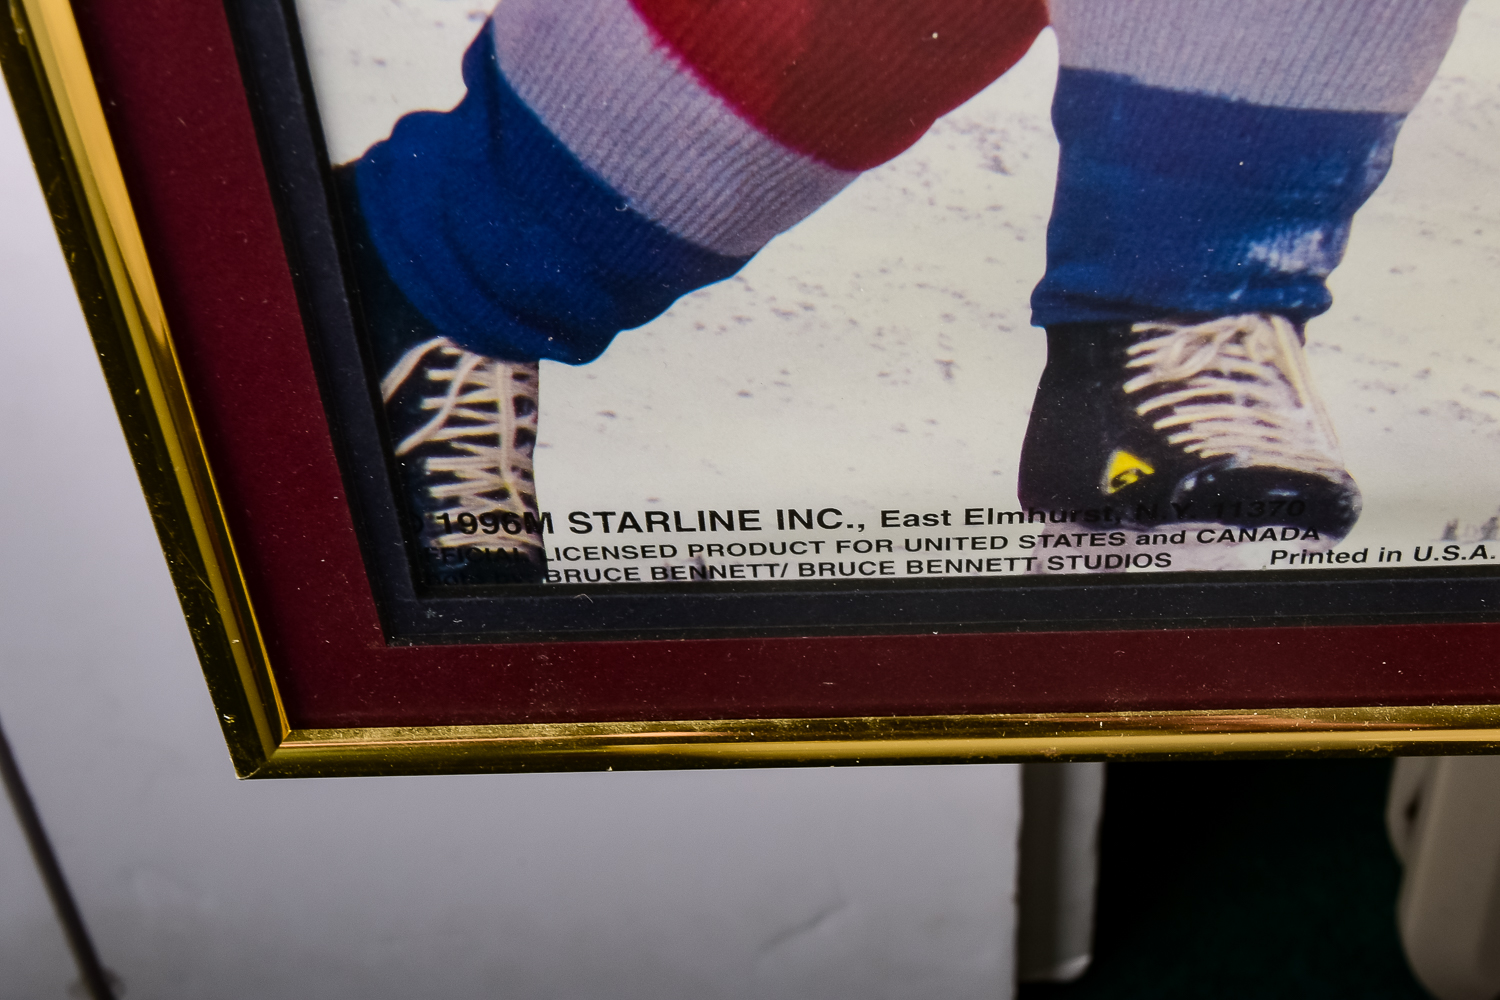 1996M STARLINE INC., East Elmhurst, N.Y. 11370
OFFICIAL LICENSED PRODUCT FOR UNITED STATES and CANADA
BRUCE BENNETT/ BRUCE BENNETT STUDIOS
Printed in U.S.A.